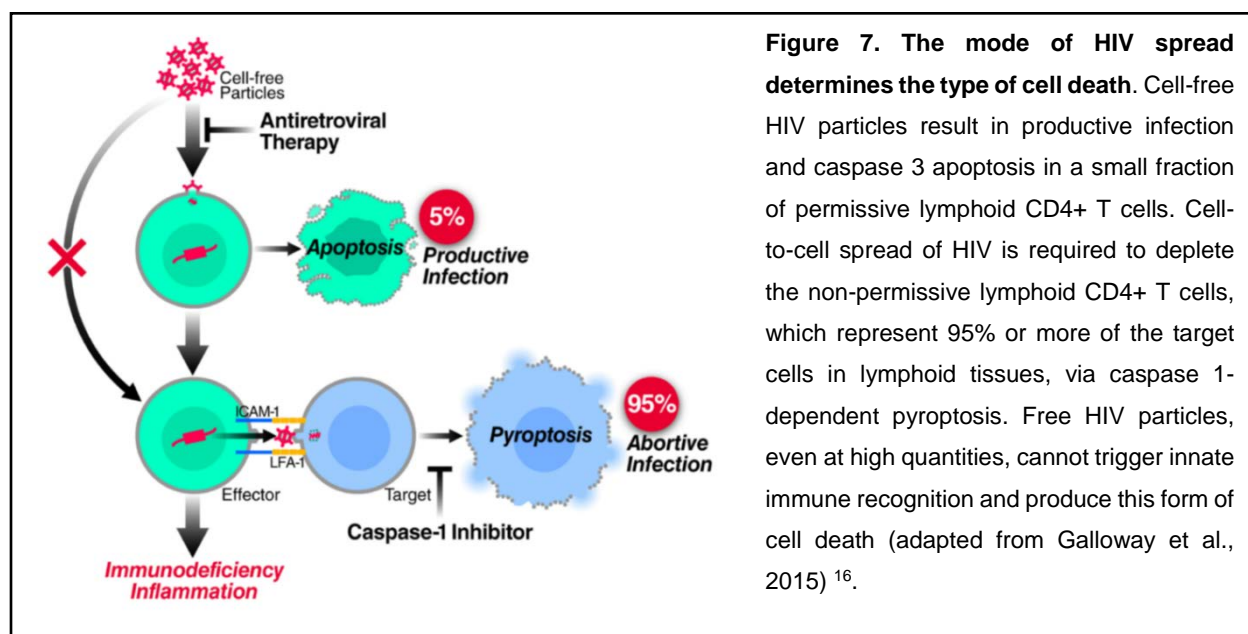 Cell-free
Particles
Antiretroviral
Therapy
Apoptosis
5%
Productive
Infection
ICAM-1
LFA-1
Effector
Target
Pyroptosis
95%
Abortive
Infection
Caspase-1 Inhibitor
Immunodeficiency
Inflammation
Figure 7. The mode of HIV spread
determines the type of cell death. Cell-free
HIV particles result in productive infection
and caspase 3 apoptosis in a small fraction
of permissive lymphoid CD4+ T cells. Cell-
to-cell spread of HIV is required to deplete
the non-permissive lymphoid CD4+ T cells,
which represent 95% or more of the target
cells in lymphoid tissues, via caspase 1-
dependent pyroptosis. Free HIV particles,
even at high quantities, cannot trigger innate
immune recognition and produce this form of
cell death (adapted from Galloway et al.,
2015) 16.